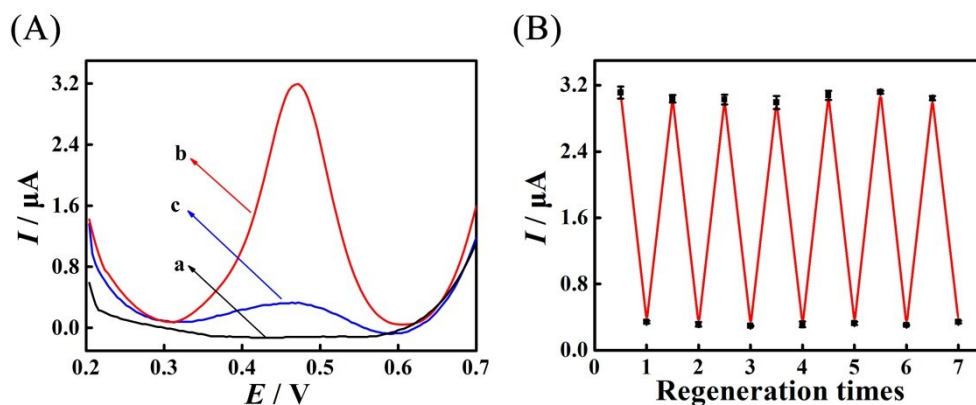 (A)
I / μA
3.2
2.4
1.6
0.8
0.0
b
c
a
0.2 0.3 0.4 0.5 0.6 0.7
E / V
(B)
I / μA
3.2
2.4
1.6
0.8
0.0
0 1 2 3 4 5 6 7
Regeneration times